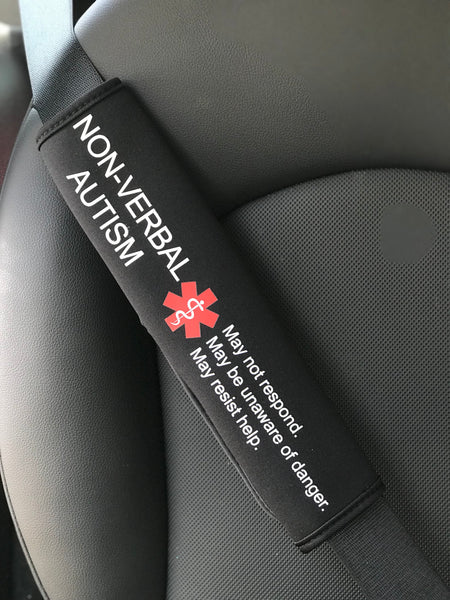 NON-VERBAL
AUTISM
May not respond.
May be unaware of danger.
May resist help.